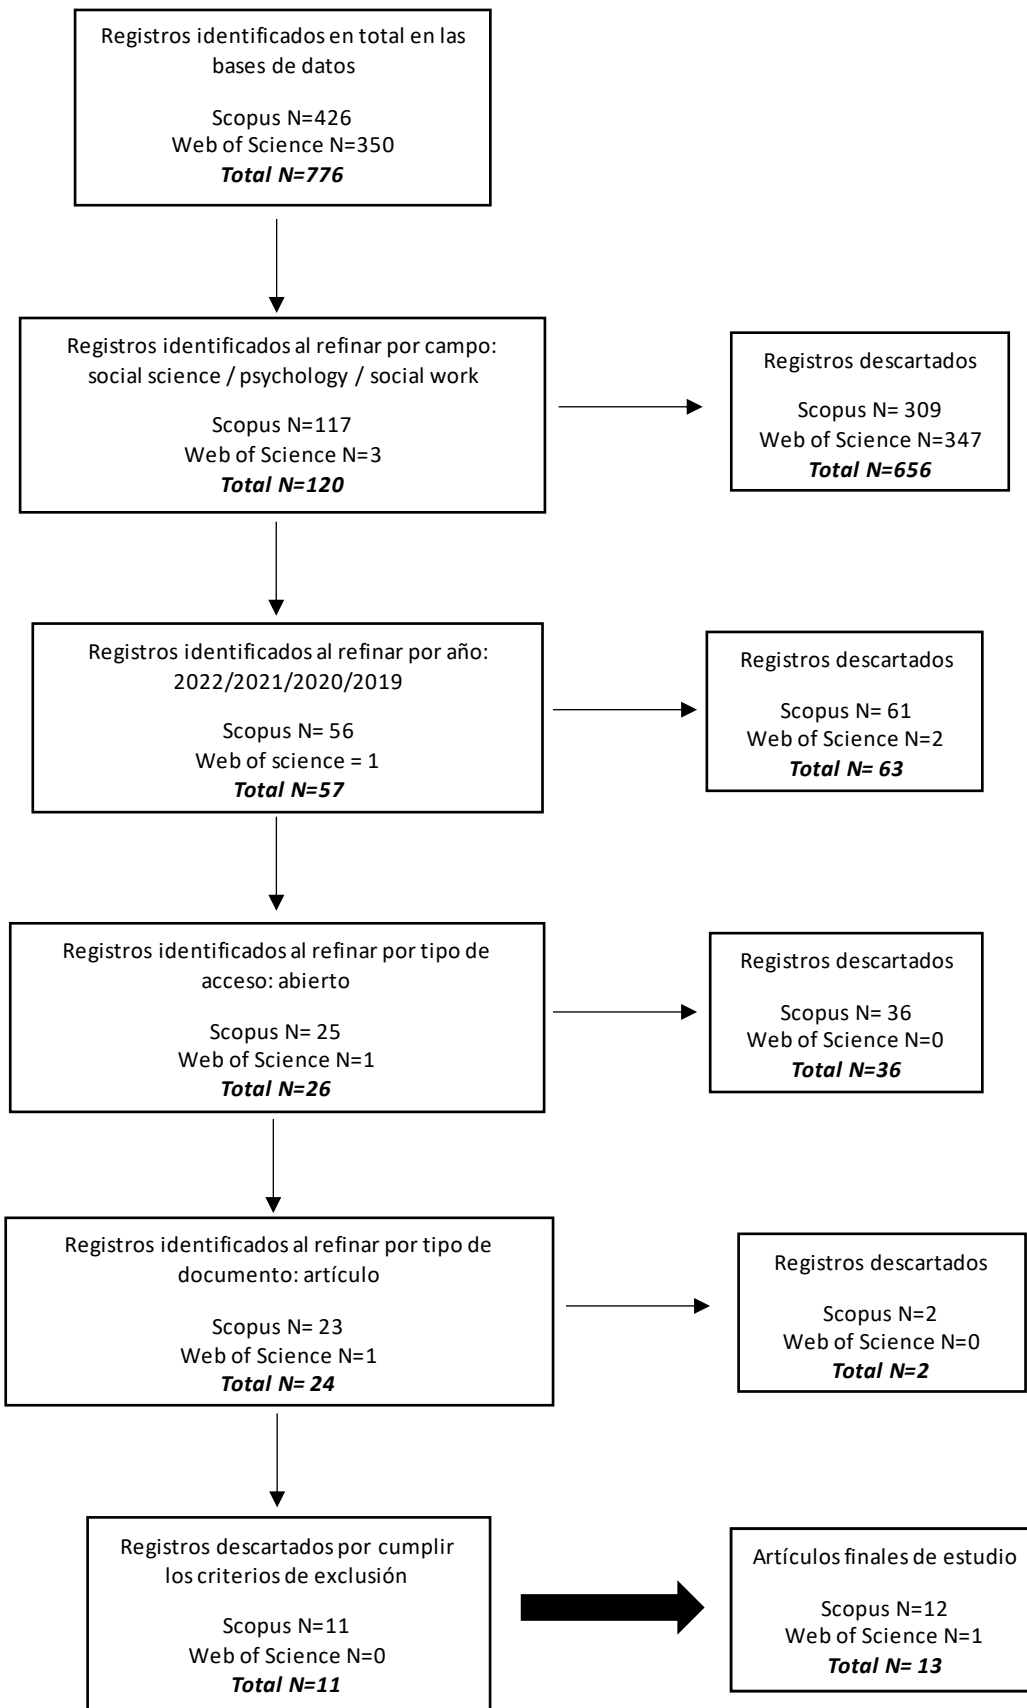 Registros identificados en total en las
bases de datos
Scopus N=426
Web of Science N=350
Total N=776
Registros identificados al refinar por campo:
social science / psychology / social work
Scopus N=117
Web of Science N=3
Total N=120
Registros descartados
Scopus N= 309
Web of Science N=347
Total N=656
Registros identificados al refinar por año:
2022/2021/2020/2019
Scopus N= 56
Web of science = 1
Total N=57
Registros descartados
Scopus N= 61
Web of Science N=2
Total N= 63
Registros identificados al refinar por tipo de
acceso: abierto
Scopus N= 25
Web of Science N=1
Total N=26
Registros descartados
Scopus N= 36
Web of Science N=0
Total N=36
Registros identificados al refinar por tipo de
documento: artículo
Scopus N= 23
Web of Science N=1
Total N= 24
Registros descartados
Scopus N=2
Web of Science N=0
Total N=2
Registros descartados por cumplir
los criterios de exclusión
Scopus N=11
Web of Science N=0
Total N=11
Artículos finales de estudio
Scopus N=12
Web of Science N=1
Total N= 13